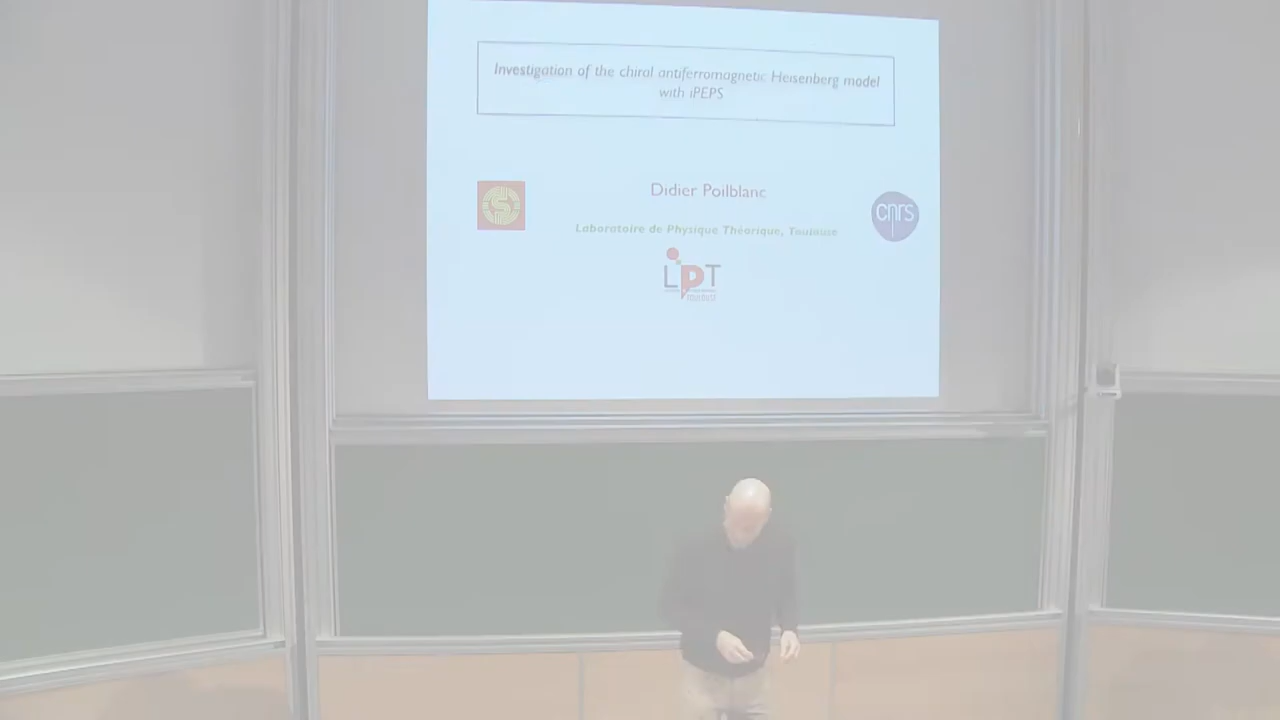 Investigation of the chiral antiferromagnetic Heisenberg model
with iPEPS
Didier Poilblanc
cnrs
Laboratoire de Physique Théorique, Toulouse
LPT